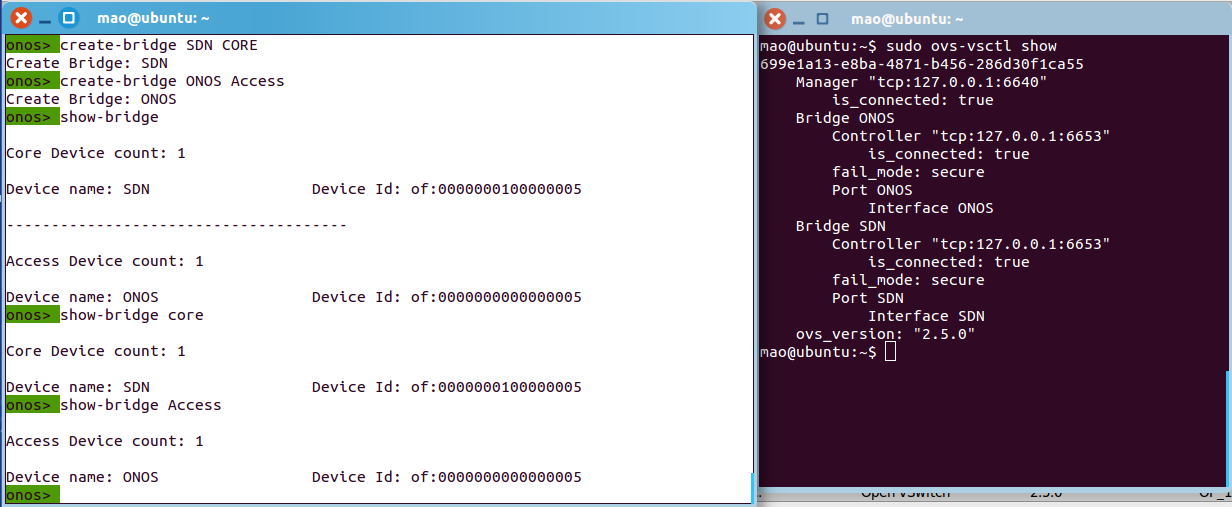 mao@ubuntu: ~
onos> create-bridge SDN CORE
Create Bridge: SDN
onos> create-bridge ONOS Access
Create Bridge: ONOS
onos> show-bridge
Core Device count: 1
Device name: SDN Device Id: of:0000000100000005
--------------------------------------
Access Device count: 1
Device name: ONOS Device Id: of:0000000000000005
onos> show-bridge core
Core Device count: 1
Device name: SDN Device Id: of:0000000100000005
onos> show-bridge Access
Access Device count: 1
Device name: ONOS Device Id: of:0000000000000005
onos>
mao@ubuntu: ~
mao@ubuntu:~$ sudo ovs-vsctl show
699e1a13-e8ba-4871-b456-286d30f1ca55
Manager "tcp:127.0.0.1:6640"
is_connected: true
Bridge ONOS
Controller "tcp:127.0.0.1:6653"
is_connected: true
fail_mode: secure
Port ONOS
Interface ONOS
Bridge SDN
Controller "tcp:127.0.0.1:6653"
is_connected: true
fail_mode: secure
Port SDN
Interface SDN
ovs_version: "2.5.0"
mao@ubuntu:~$
Open VSwitch 2.5.0